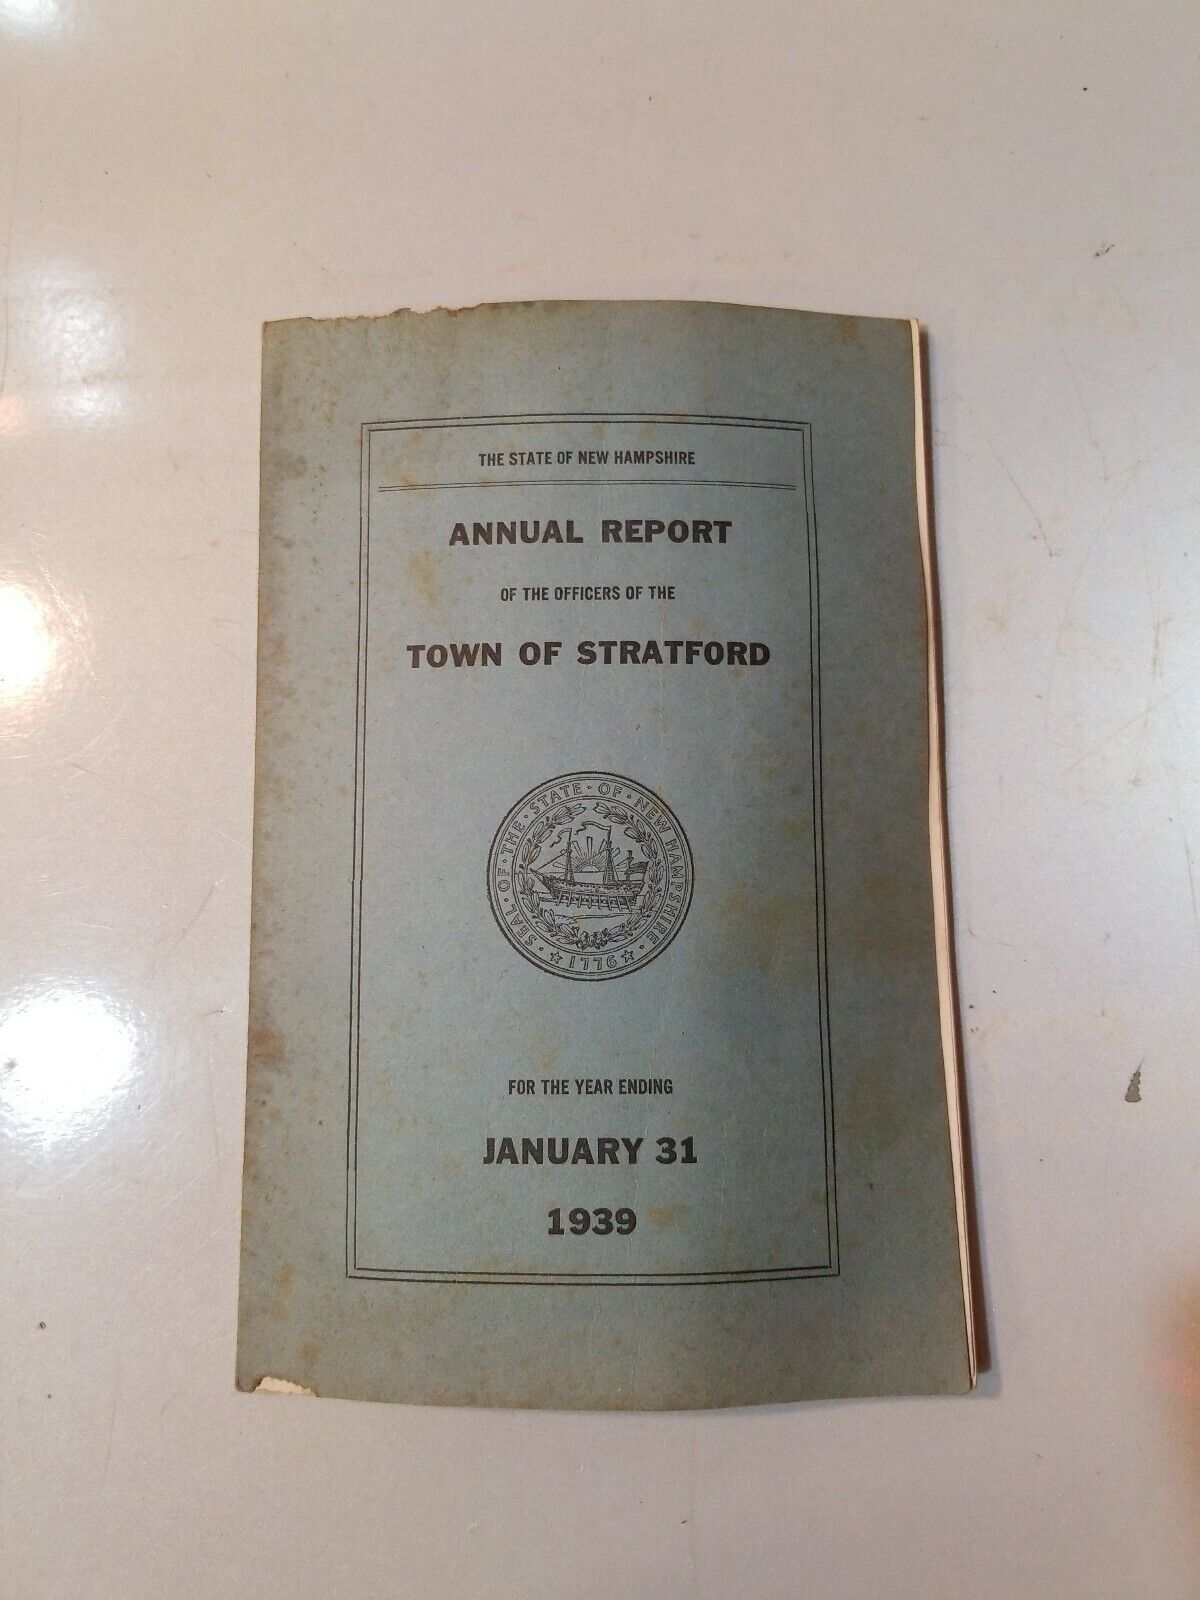 THE STATE OF NEW HAMPSHIRE
ANNUAL REPORT
OF THE OFFICERS OF THE
TOWN OF STRATFORD
· SEAL · OF · THE · STATE · OF · NEW HAMPSHIRE ·
★ 1776 ★
FOR THE YEAR ENDING
JANUARY 31
1939